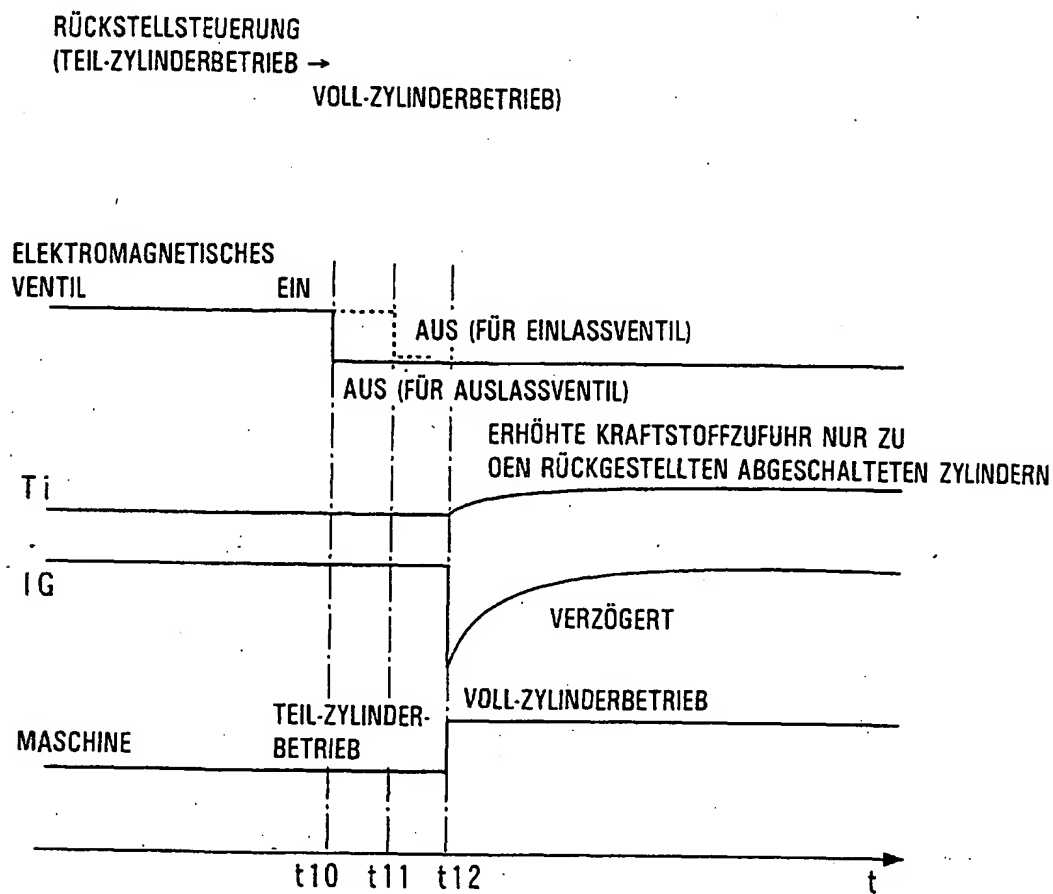 RÜCKSTELLSTEUERUNG
(TEIL-ZYLINDERBETRIEB →
VOLL-ZYLINDERBETRIEB)
ELEKTROMAGNETISCHES
VENTIL EIN
AUS (FÜR EINLASSVENTIL)
AUS (FÜR AUSLASSVENTIL)
ERHÖHTE KRAFTSTOFFZUFUHR NUR ZU
OEN RÜCKGESTELLTEN ABGESCHALTETEN ZYLINDERN
Ti
IG
VERZÖGERT
VOLL-ZYLINDERBETRIEB
TEIL-ZYLINDER-
MASCHINE BETRIEB
t10 t11 t12 t